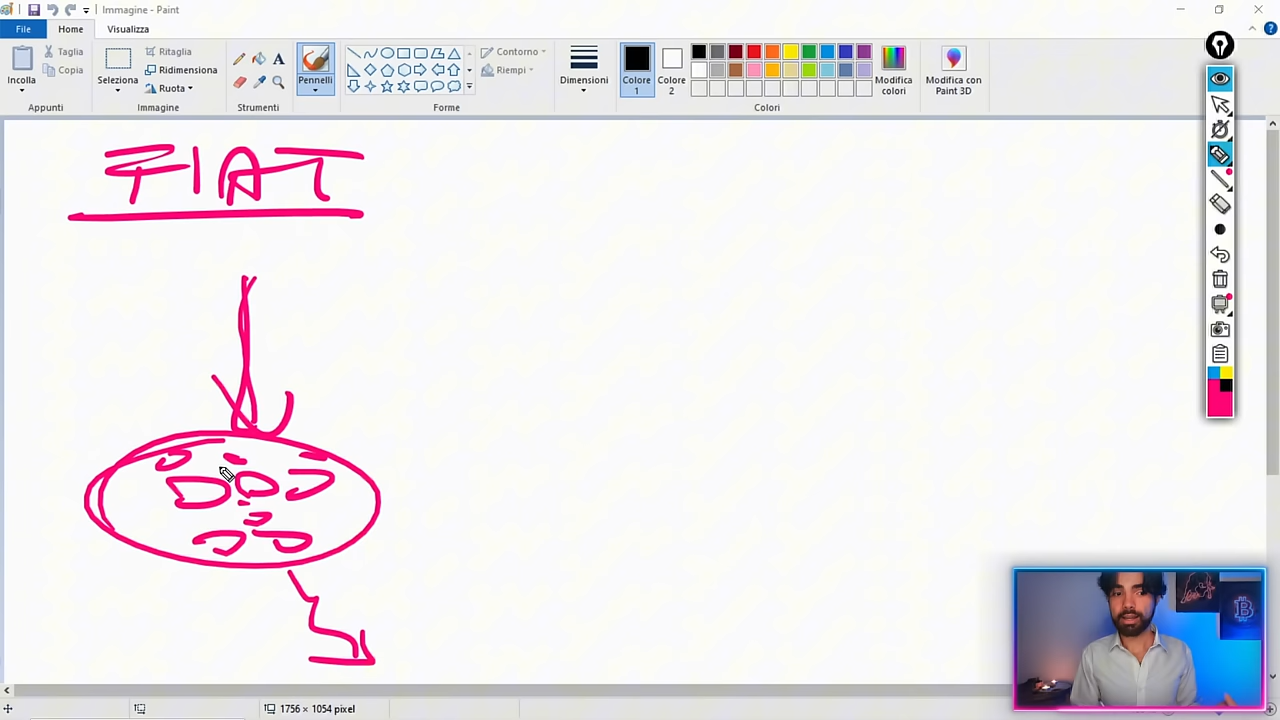 Immagine - Paint
File Home Visualizza
Incolla
Taglia
Copia
Appunti
Seleziona
Ritaglia
Ridimensiona
Ruota
Immagine
A
Strumenti
Pennelli
Contorno
Riempi
Forme
Dimensioni
Colore 1
Colore 2
Colori
Modifica colori
Modifica con Paint 3D
FIAT
1756 × 1054 pixel